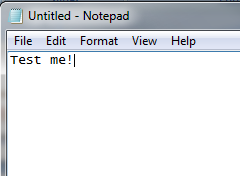 Untitled - Notepad
File Edit Format View Help
Test me!